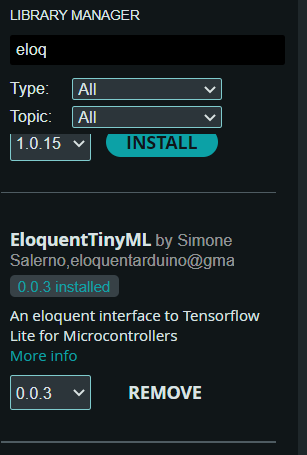 LIBRARY MANAGER
eloq
Type: All
Topic: All
1.0.15 INSTALL
EloquentTinyML by Simone
Salerno,eloquentarduino@gma
0.0.3 installed
An eloquent interface to Tensorflow
Lite for Microcontrollers
More info
0.0.3 REMOVE